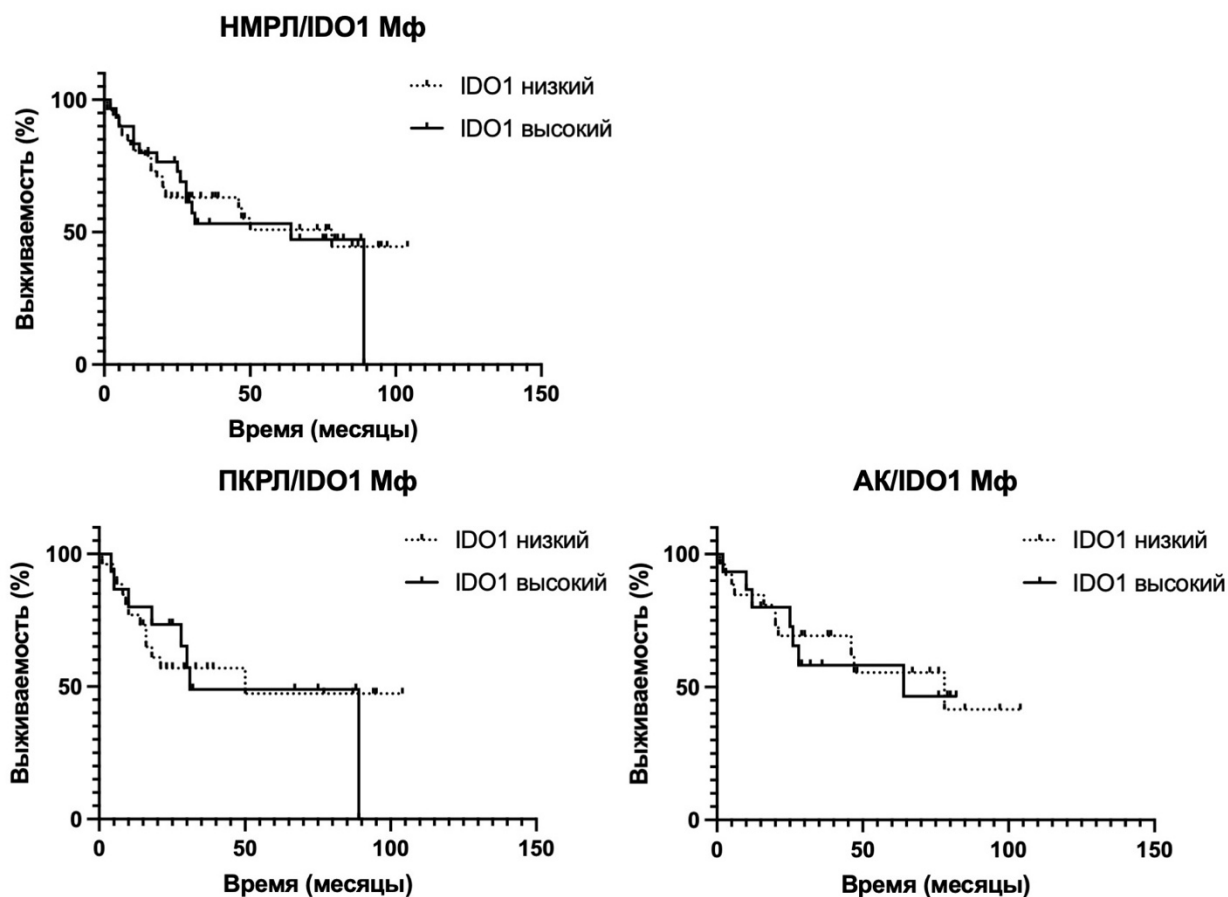 НМРЛ/IDO1 Мф
IDO1 низкий
IDO1 высокий
Выживаемость (%)
100
50
0
0 50 100 150
Время (месяцы)
ПКРЛ/IDO1 Мф
IDO1 низкий
IDO1 высокий
Выживаемость (%)
100
50
0
0 50 100 150
Время (месяцы)
АК/IDO1 Мф
IDO1 низкий
IDO1 высокий
Выживаемость (%)
100
50
0
0 50 100 150
Время (месяцы)